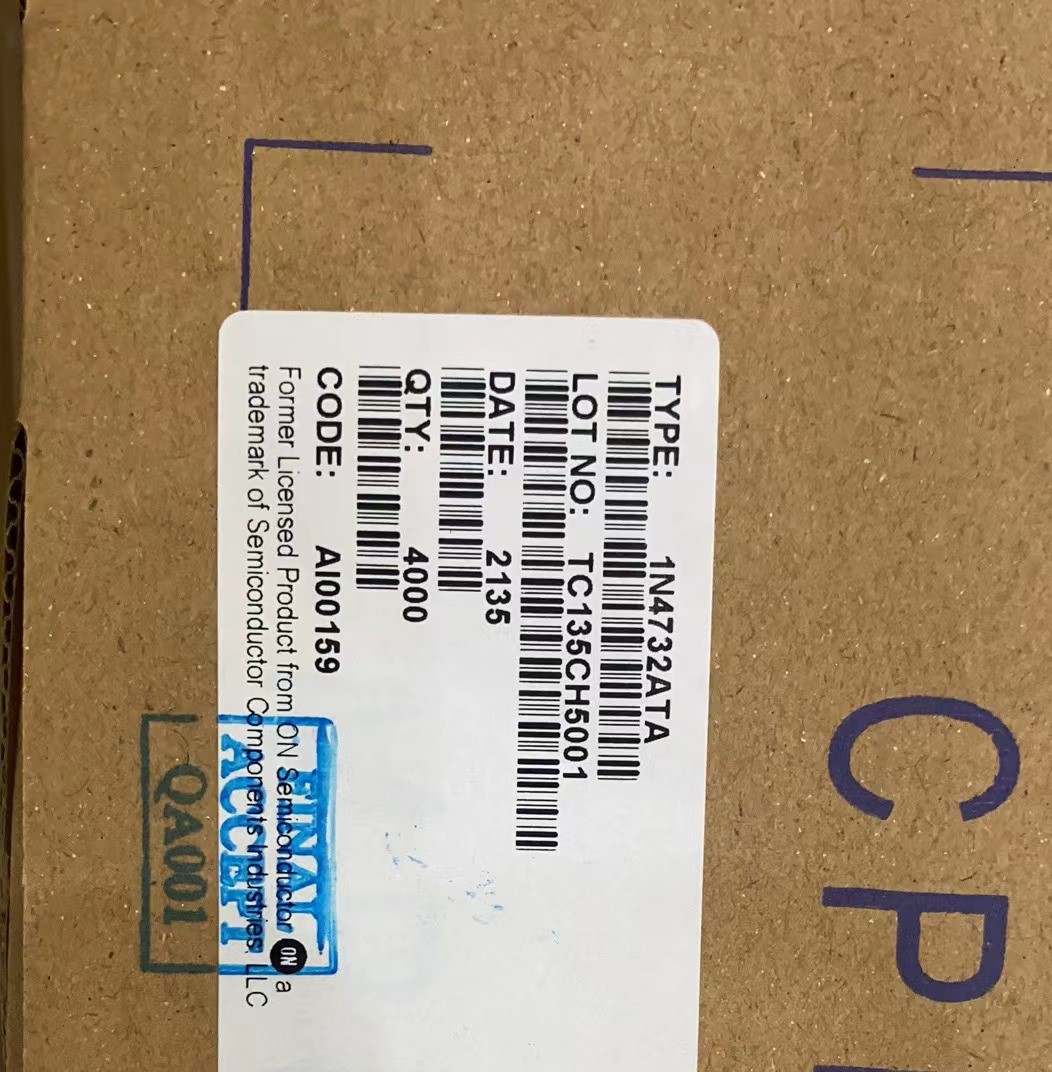 TYPE: 1N4732ATA
LOT NO: TC135CH5001
DATE: 2135
QTY: 4000
CODE: AI00159
Former Licensed Product from ON Semiconductor ON a
trademark of Semiconductor Components Industries, LLC
FINAL
ACCEPT
QA001
CP